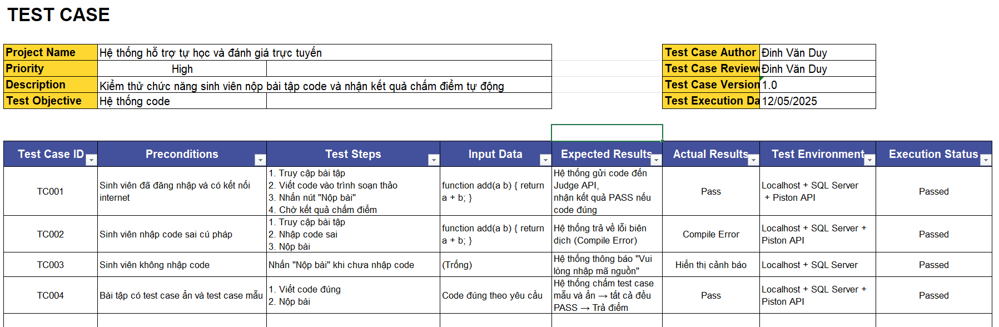 TEST CASE
Project Name Hệ thống hỗ trợ tự học và đánh giá trực tuyến
Test Case Author Đinh Văn Duy
Priority High
Test Case Reviewe Đinh Văn Duy
Description Kiểm thử chức năng sinh viên nộp bài tập code và nhận kết quả chấm điểm tự động
Test Case Version 1.0
Test Objective Hệ thống code
Test Execution Da 12/05/2025
Test Case ID Preconditions Test Steps Input Data Expected Results Actual Results Test Environment Execution Status
TC001
Sinh viên đã đăng nhập và có kết nối
internet
1. Truy cập bài tập
2. Viết code vào trình soạn thảo
3. Nhấn nút "Nộp bài"
4. Chờ kết quả chấm điểm
function add(a b) { return
a + b; }
Hệ thống gửi code đến
Judge API,
nhận kết quả PASS nếu
code đúng
Pass
Localhost + SQL Server
+ Piston API
Passed
TC002
Sinh viên nhập code sai cú pháp
1. Truy cập bài tập
2. Nhập code sai
3. Nộp bài
function add(a b) { return
a + b; }
Hệ thống trả về lỗi biên
dịch (Compile Error)
Compile Error
Localhost + SQL Server +
Piston API
Passed
TC003
Sinh viên không nhập code
Nhấn "Nộp bài" khi chưa nhập code
(Trống)
Hệ thống thông báo "Vui
lòng nhập mã nguồn"
Hiển thị cảnh báo
Localhost + SQL Server
Passed
TC004
Bài tập có test case ẩn và test case mẫu
1. Viết code đúng
2. Nộp bài
Code đúng theo yêu cầu
Hệ thống chấm test case
mẫu và ẩn → tất cả đều
PASS → Trả điểm
Pass
Localhost + SQL Server +
Piston API
Passed